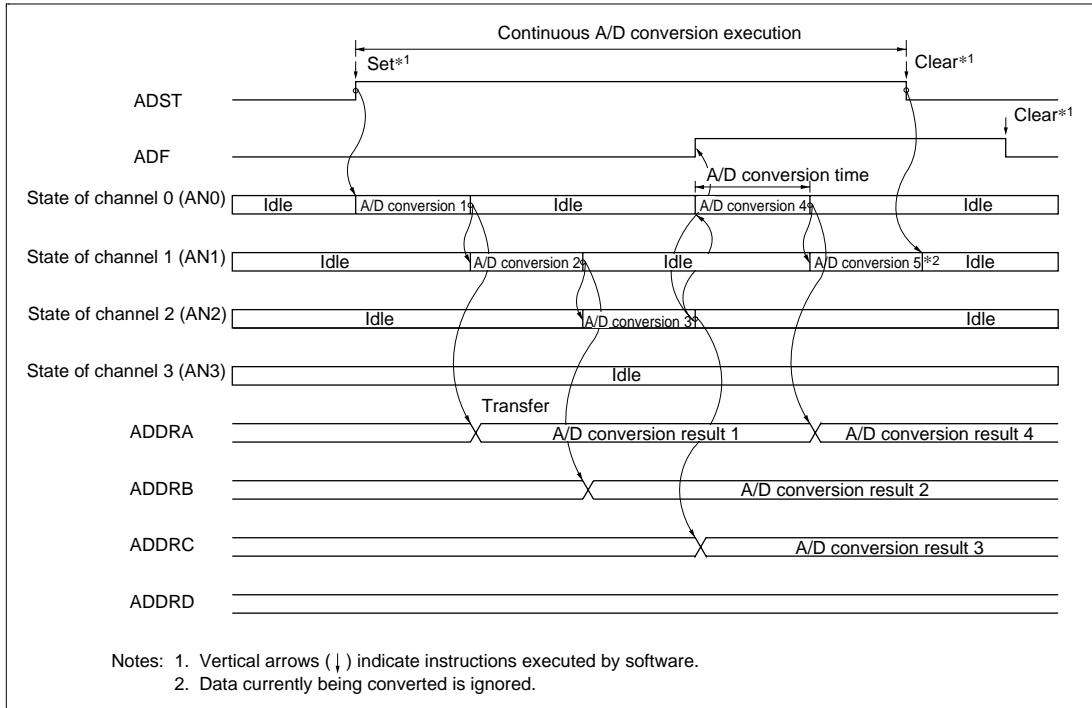 Continuous A/D conversion execution
Set*1
Clear*1
ADST
Clear*1
ADF
A/D conversion time
State of channel 0 (AN0)
Idle
A/D conversion 1
Idle
A/D conversion 4
Idle
State of channel 1 (AN1)
Idle
A/D conversion 2
Idle
A/D conversion 5 *2
Idle
State of channel 2 (AN2)
Idle
A/D conversion 3
Idle
State of channel 3 (AN3)
Idle
Transfer
ADDRA
A/D conversion result 1
A/D conversion result 4
ADDRB
A/D conversion result 2
ADDRC
A/D conversion result 3
ADDRD
Notes: 1. Vertical arrows (↓) indicate instructions executed by software.
2. Data currently being converted is ignored.